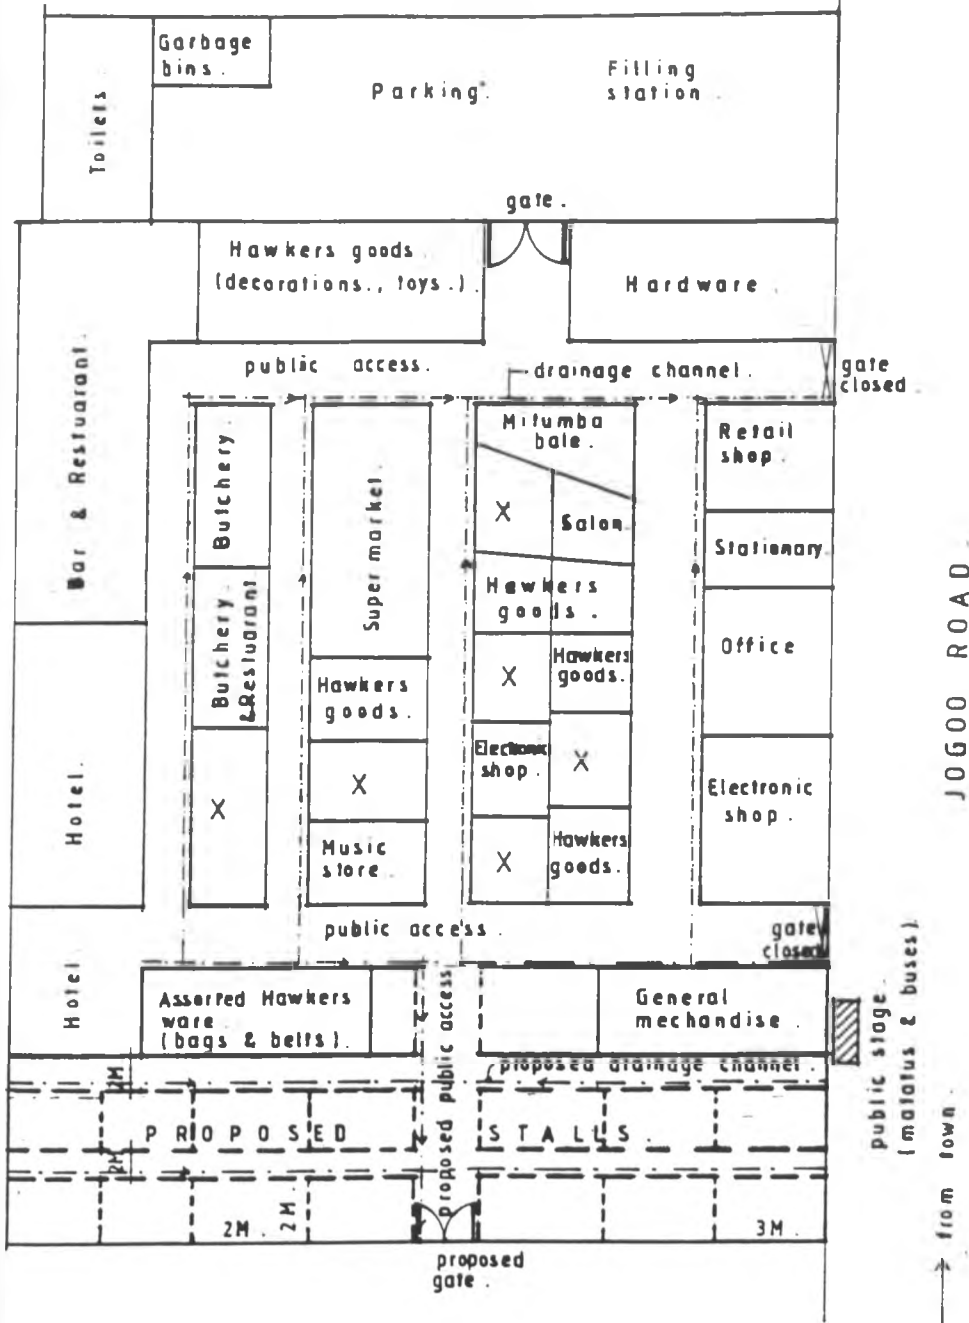 Garbage
bins.
Toilets
Parking.
Filling
station.
gate.
Hawkers goods
(decorations., toys.).
Hardware.
Bar & Restuarant.
public access.
drainage channel.
gate
closed.
Butchery.
Super market
Mitumba
bale.
Retail
shop.
X
Salon.
Stationary.
Butchery.
& Restuarant
Hawkers
goods.
Office
Hawkers
goods.
X
Hawkers
goods.
Hotel.
X
X
Electronic
shop.
X
Electronic
shop.
Music
store.
X
Hawkers
goods.
public access.
gate
closed
JOGOO ROAD.
Hotel
Assorted Hawkers
ware.
(bags & belts).
proposed public access
General
mechandise.
public stage.
(matatus & buses).
proposed drainage channel.
2M
PROPOSED STALLS.
2M
2M.
2M.
3M.
proposed
gate.
from town.